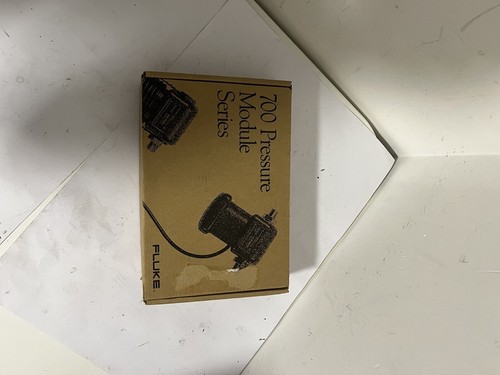 700 Pressure
Module
Series
FLUKE.